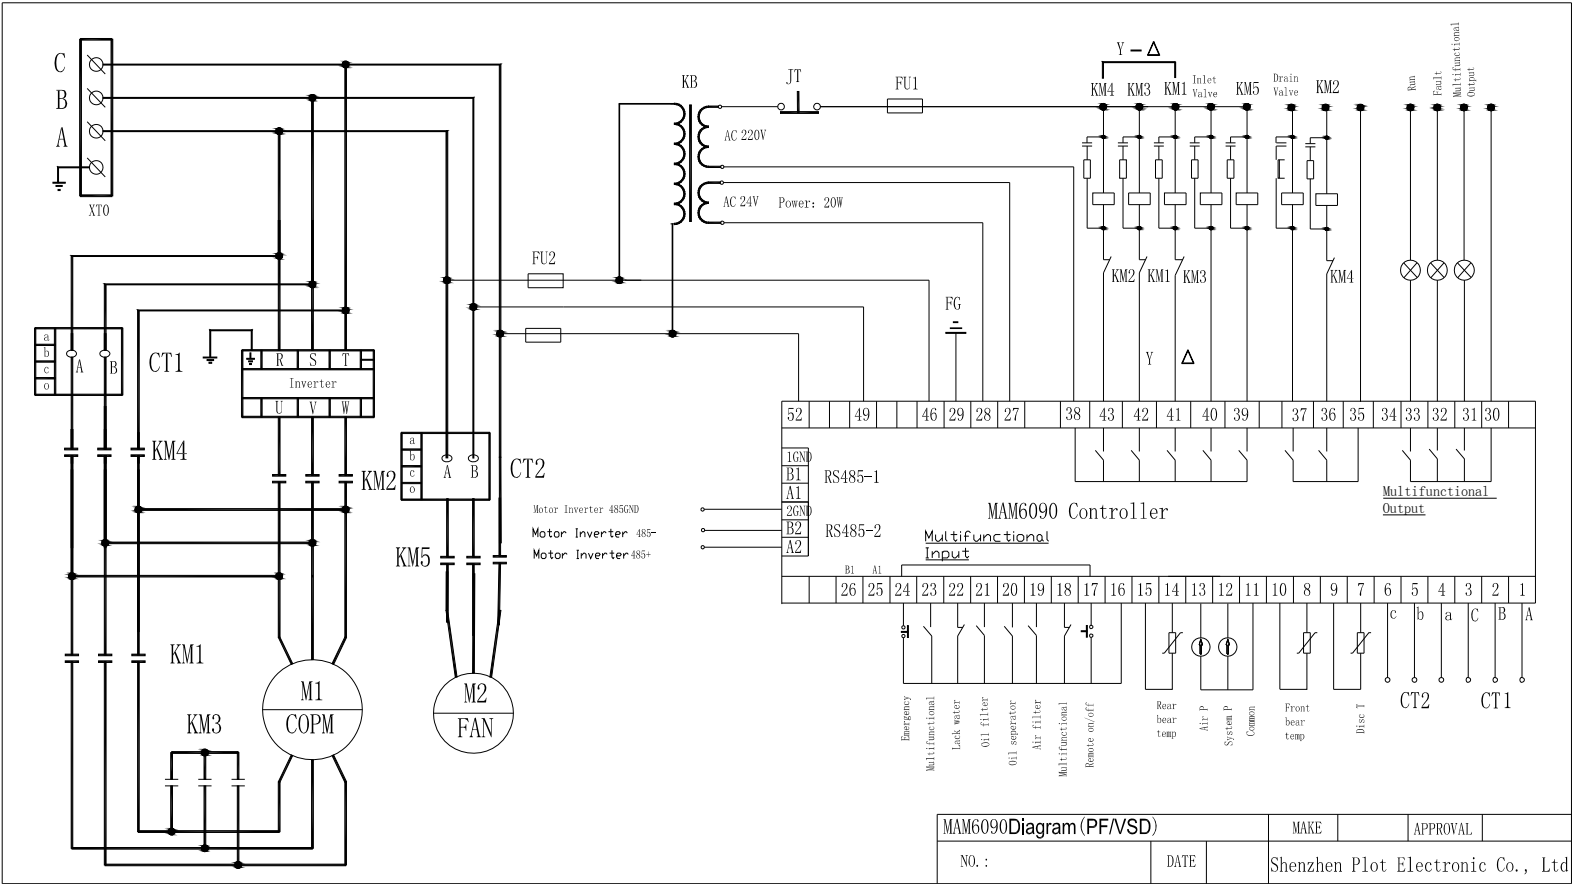 C
B
A
XT0
a
b
c
o
A
B
CT1
R
S
T
Inverter
U
V
W
KM4
KM2
KM1
KM3
M1
COPM
a
b
c
o
A
B
CT2
KM5
M2
FAN
FU2
KB
AC 220V
AC 24V
Power: 20W
JT
FU1
Y - Δ
KM4
KM3
KM1
Inlet
Valve
KM5
Drain
Valve
KM2
Run
Fault
Multifunctional
Output
KM2
KM1
KM3
KM4
FG
Y
Δ
52 49 46 29 28 27 38 43 42 41 40 39 37 36 35 34 33 32 31 30
1GND
B1
A1
RS485-1
2GND
B2
A2
RS485-2
Motor Inverter 485GND
Motor Inverter 485-
Motor Inverter 485+
MAM6090 Controller
Multifunctional
Input
Multifunctional
Output
B1
A1
26 25 24 23 22 21 20 19 18 17 16 15 14 13 12 11 10 8 9 7 6 5 4 3 2 1
c
b
a
C
B
A
CT2
CT1
Emergency
Multifunctional
Lack water
Oil filter
Oil seperator
Air filter
Multifunctional
Remote on/off
Rear
bear
temp
Air P
System P
Common
Front
bear
temp
Disc T
MAM6090Diagram(PF/VSD)
MAKE
APPROVAL
NO.:
DATE
Shenzhen Plot Electronic Co., Ltd